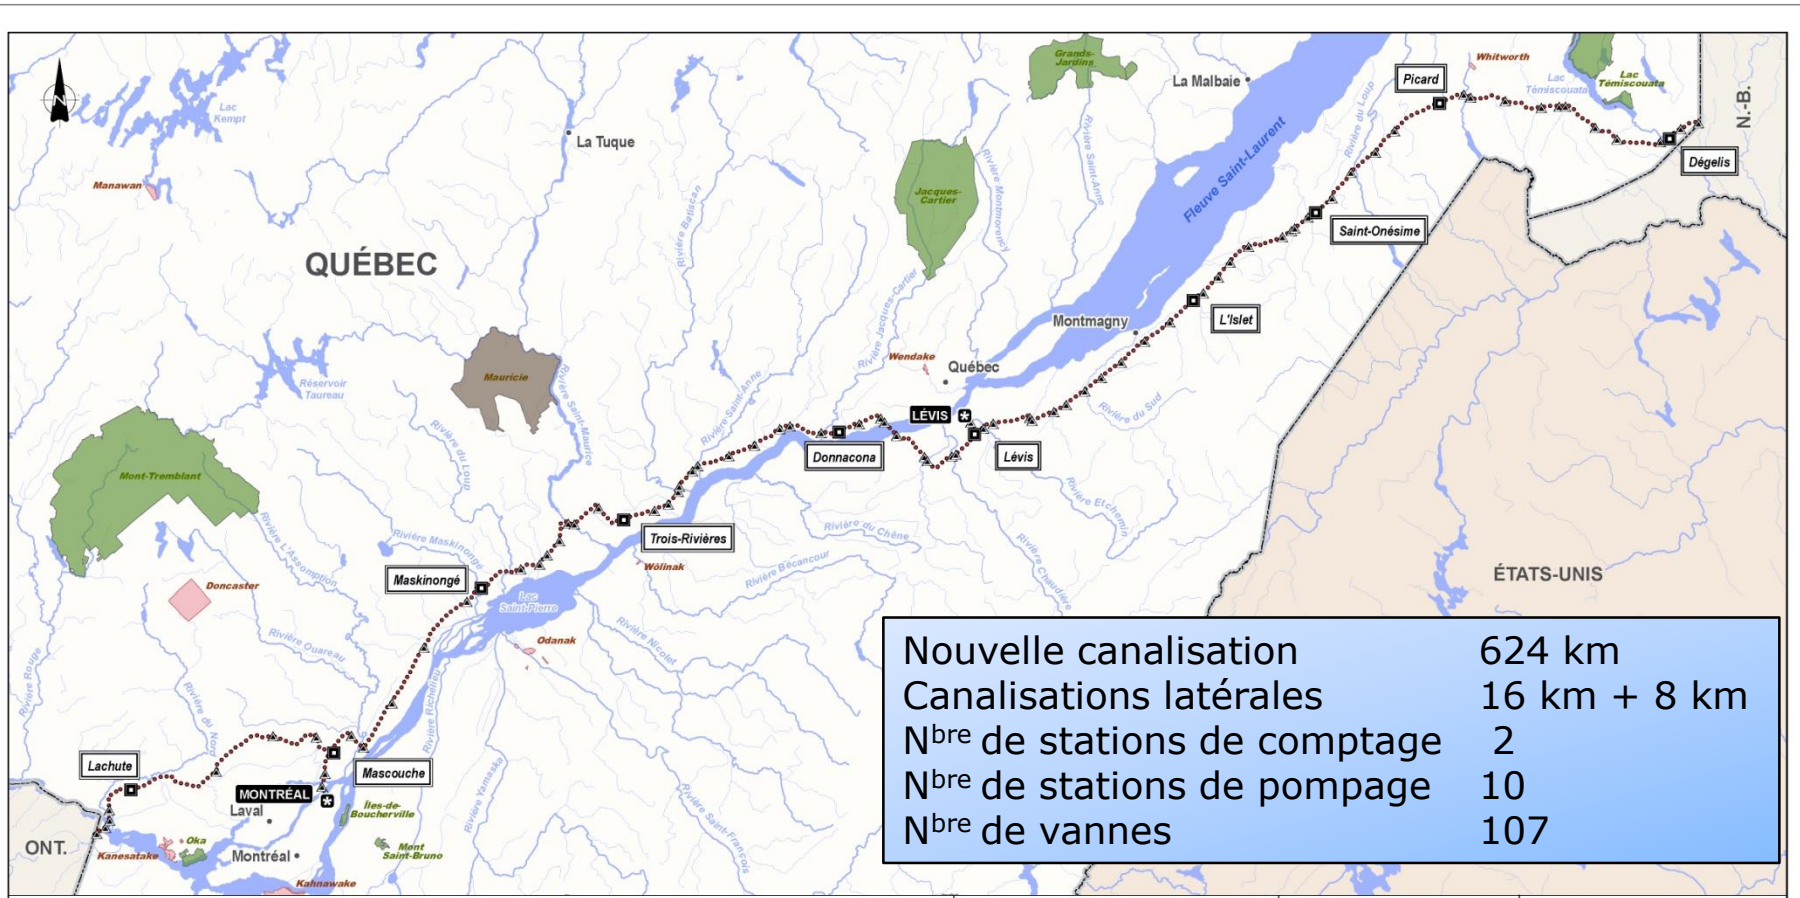 Grands-
Jardins
Whitworth
Picard
La Malbaie
Lac
Témiscouata
Lac
Témiscouata
N.-B.
Lac
Kempt
La Tuque
Rivière du Loup
Rivière Saint-Anne
Rivière Montmorency
Dégelis
Manawan
Jacques-
Cartier
Fleuve Saint-Laurent
Rivière Batiscan
Saint-Onésime
QUÉBEC
Rivière Jacques-Cartier
L'Islet
Montmagny
Wendake
Québec
Mauricie
Réservoir
Taureau
Rivière Saint-Maurice
Rivière Saint-Anne
Rivière du Sud
LÉVIS
Rivière du Loup
Donnacona
Lévis
Mont-Tremblant
Rivière Etchemin
Rivière L'Assomption
Rivière Maskinongé
Trois-Rivières
Rivière du Chêne
Rivière Bécancour
Rivière Chaudière
Wôlinak
Maskinongé
Doncaster
Lac
Saint-Pierre
ÉTATS-UNIS
Rivière Ouareau
Odanak
Rivière Nicolet
Rivière Rouge
Rivière du Nord
Rivière Richelieu
Nouvelle canalisation 624 km
Canalisations latérales 16 km + 8 km
Nbre de stations de comptage 2
Nbre de stations de pompage 10
Nbre de vannes 107
Lachute
Mascouche
MONTRÉAL
Laval
Îles-de-
Boucherville
Rivière Yamaska
Rivière Saint-François
ONT.
Oka
Kanesatake
Montréal
Mont
Saint-Bruno
Kahnawake
N